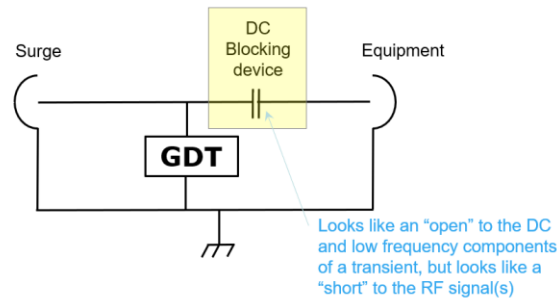 DC
Blocking
device
Surge
Equipment
GDT
Looks like an “open” to the DC
and low frequency components
of a transient, but looks like a
“short” to the RF signal(s)